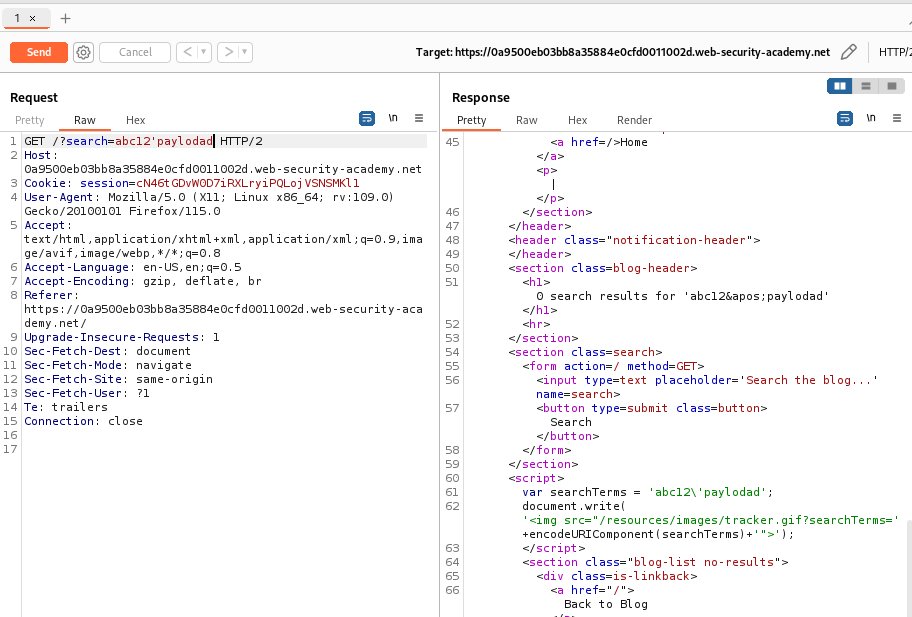 1 ×
Send
Cancel
<
>
Target: https://0a9500eb03bb8a35884e0cfd0011002d.web-security-academy.net
HTTP/2
Request
Pretty
Raw
Hex
\n
1 GET /?search=abc12'paylodad HTTP/2
2 Host:
0a9500eb03bb8a35884e0cfd0011002d.web-security-academy.net
3 Cookie: session=cN46tGDvW0D7iRXLryiPQLojVSNSMKl1
4 User-Agent: Mozilla/5.0 (X11; Linux x86_64; rv:109.0)
Gecko/20100101 Firefox/115.0
5 Accept:
text/html,application/xhtml+xml,application/xml;q=0.9,ima
ge/avif,image/webp,*/*;q=0.8
6 Accept-Language: en-US,en;q=0.5
7 Accept-Encoding: gzip, deflate, br
8 Referer:
https://0a9500eb03bb8a35884e0cfd0011002d.web-security-aca
demy.net/
9 Upgrade-Insecure-Requests: 1
10 Sec-Fetch-Dest: document
11 Sec-Fetch-Mode: navigate
12 Sec-Fetch-Site: same-origin
13 Sec-Fetch-User: ?1
14 Te: trailers
15 Connection: close
16
17
Response
Pretty
Raw
Hex
Render
\n
45 <a href=/>Home
</a>
<p>
|
</p>
46 </section>
47 </header>
48 <header class="notification-header">
49 </header>
50 <section class=blog-header>
51 <h1>
0 search results for 'abc12&apos;paylodad'
</h1>
52 <hr>
53 </section>
54 <section class=search>
55 <form action=/ method=GET>
56 <input type=text placeholder='Search the blog...'
name=search>
57 <button type=submit class=button>
Search
</button>
58 </form>
59 </section>
60 <script>
61 var searchTerms = 'abc12\'paylodad';
62 document.write(
'<img src="/resources/images/tracker.gif?searchTerms='
+encodeURIComponent(searchTerms)+'">');
63 </script>
64 <section class="blog-list no-results">
65 <div class=is-linkback>
66 <a href="/">
Back to Blog